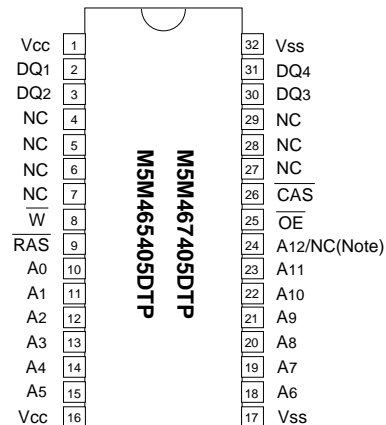 Vcc 1 32 Vss
DQ1 2 31 DQ4
DQ2 3 30 DQ3
NC 4 29 NC
NC 5 28 NC
NC 6 27 NC
NC 7 26 CAS
W 8 25 OE
RAS 9 24 A12/NC(Note)
A0 10 23 A11
A1 11 22 A10
A2 12 21 A9
A3 13 20 A8
A4 14 19 A7
A5 15 18 A6
Vcc 16 17 Vss
M5M467405DTP
M5M465405DTP